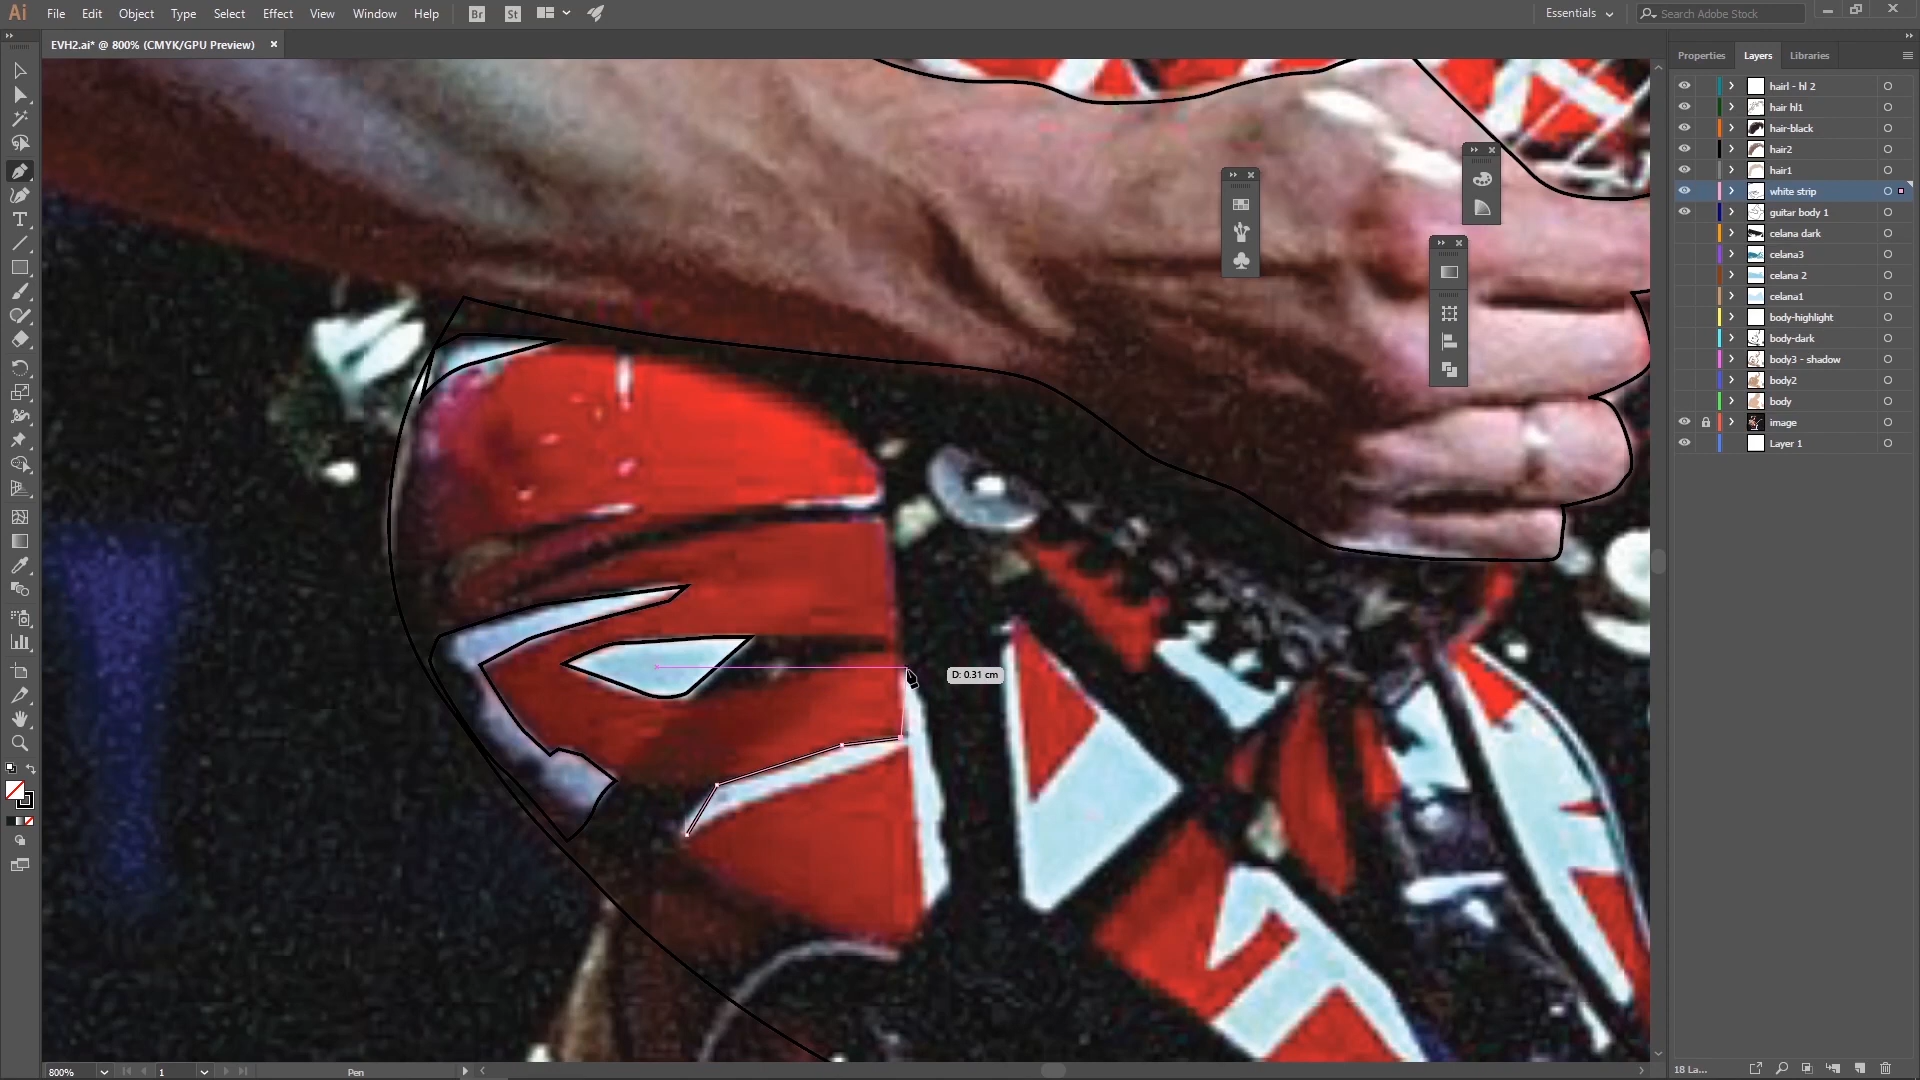 Ai File Edit Object Type Select Effect View Window Help Br St Essentials Search Adobe Stock
EVH2.ai* @ 800% (CMYK/GPU Preview)
Properties Layers Libraries
hairl - hl 2
hair hl1
hair-black
hair2
hair1
white strip
guitar body 1
celana dark
celana3
celana 2
celana1
body-highlight
body-dark
body3 - shadow
body2
body
image
Layer 1
D: 0.31 cm
800% 1 Pen
18 La...